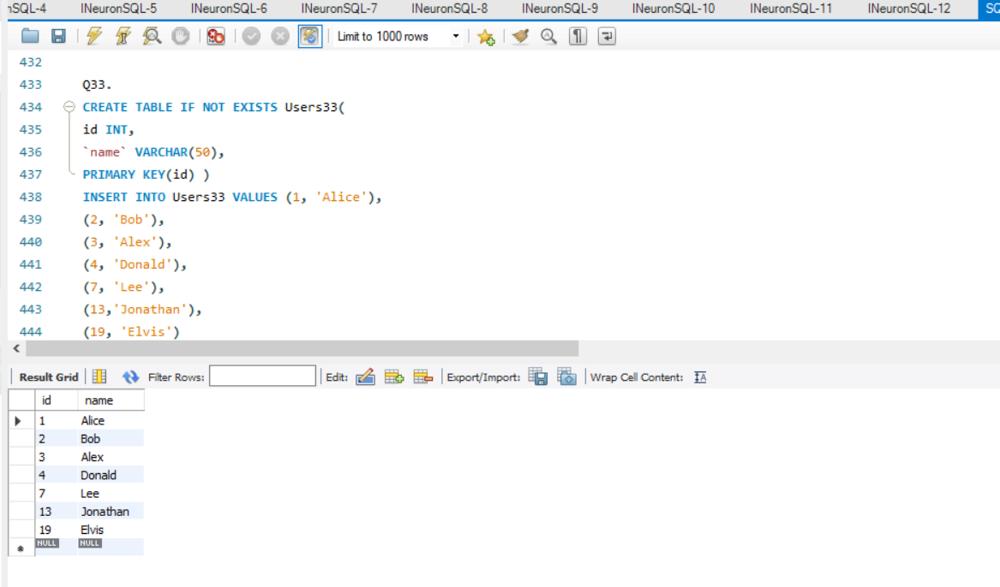 nSQL-4 INeuronSQL-5 INeuronSQL-6 INeuronSQL-7 INeuronSQL-8 INeuronSQL-9 INeuronSQL-10 INeuronSQL-11 INeuronSQL-12 SQ
Limit to 1000 rows
432
433 Q33.
434 CREATE TABLE IF NOT EXISTS Users33(
435 id INT,
436 `name` VARCHAR(50),
437 PRIMARY KEY(id) )
438 INSERT INTO Users33 VALUES (1, 'Alice'),
439 (2, 'Bob'),
440 (3, 'Alex'),
441 (4, 'Donald'),
442 (7, 'Lee'),
443 (13,'Jonathan'),
444 (19, 'Elvis')
Result Grid Filter Rows: Edit: Export/Import: Wrap Cell Content:
id name
1 Alice
2 Bob
3 Alex
4 Donald
7 Lee
13 Jonathan
19 Elvis
NULL NULL